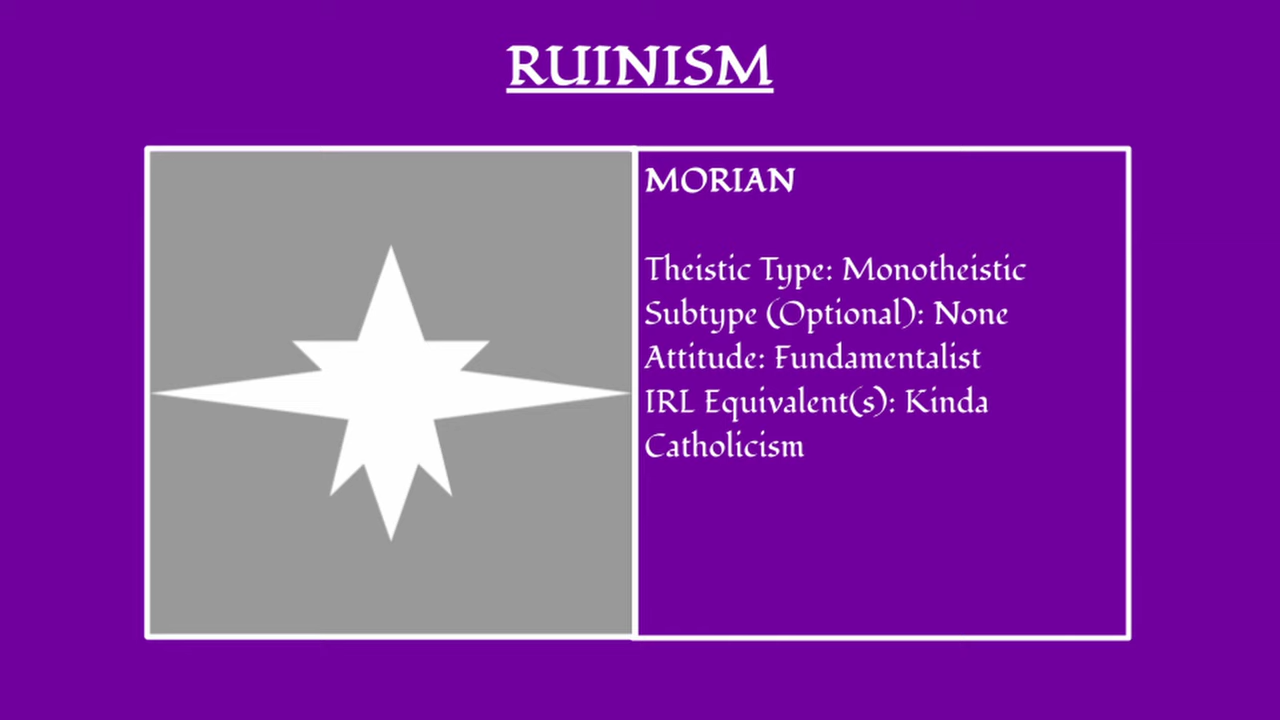 RUINISM
MORIAN
Theistic Type: Monotheistic
Subtype (Optional): None
Attitude: Fundamentalist
IRL Equivalent(s): Kinda
Catholicism